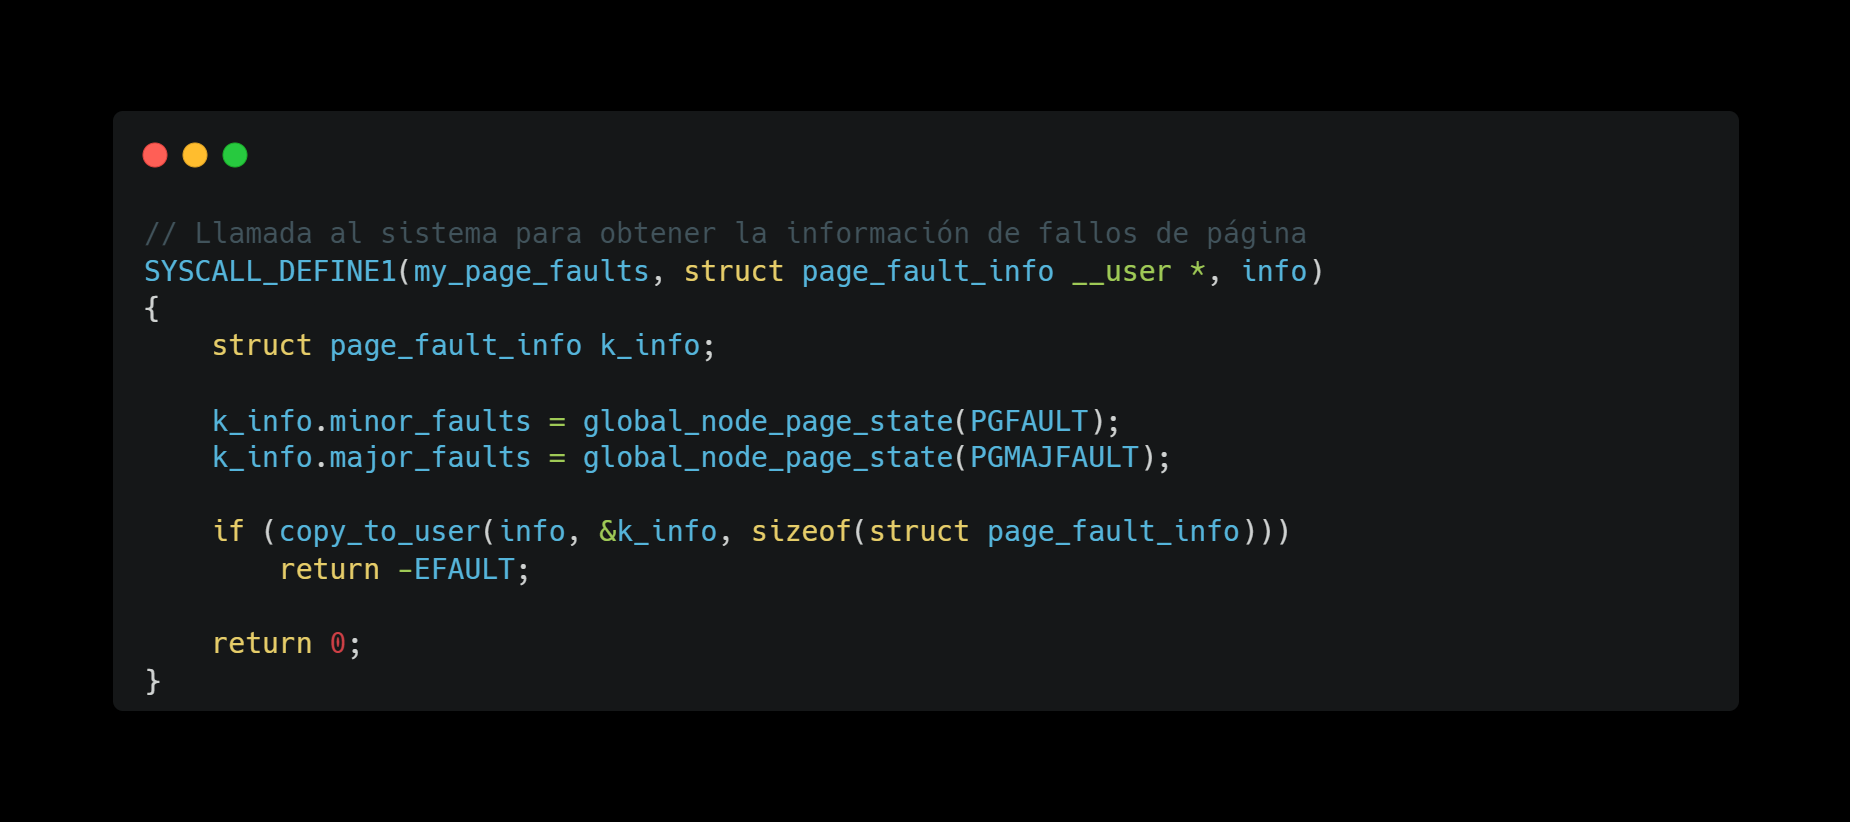 // Llamada al sistema para obtener la información de fallos de página
SYSCALL_DEFINE1(my_page_faults, struct page_fault_info __user *, info)
{
    struct page_fault_info k_info;

    k_info.minor_faults = global_node_page_state(PGFAULT);
    k_info.major_faults = global_node_page_state(PGMAJFAULT);

    if (copy_to_user(info, &k_info, sizeof(struct page_fault_info)))
        return -EFAULT;

    return 0;
}